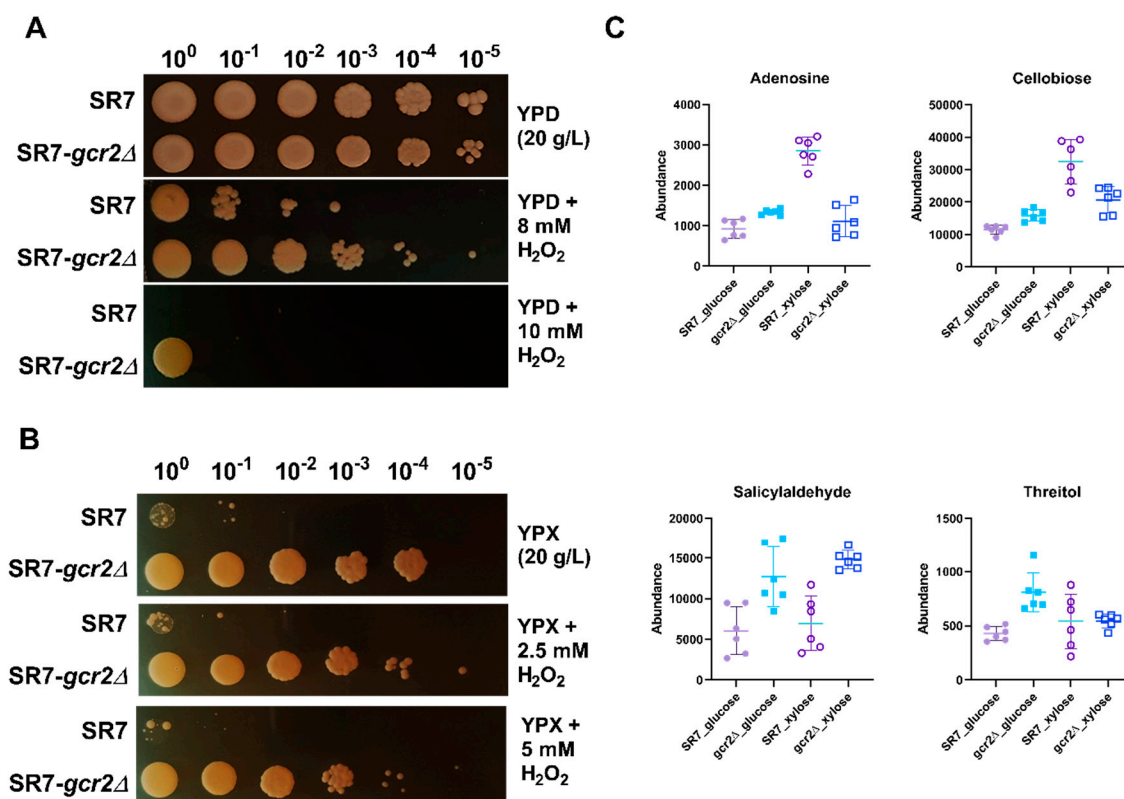 A
10⁰ 10⁻¹ 10⁻² 10⁻³ 10⁻⁴ 10⁻⁵
SR7
SR7-gcr2Δ
YPD
(20 g/L)
SR7
SR7-gcr2Δ
YPD +
8 mM
H₂O₂
SR7
SR7-gcr2Δ
YPD +
10 mM
H₂O₂
B
10⁰ 10⁻¹ 10⁻² 10⁻³ 10⁻⁴ 10⁻⁵
SR7
SR7-gcr2Δ
YPX
(20 g/L)
SR7
SR7-gcr2Δ
YPX +
2.5 mM
H₂O₂
SR7
SR7-gcr2Δ
YPX +
5 mM
H₂O₂
C
Adenosine
Abundance
4000
3000
2000
1000
0
SR7_glucose
gcr2Δ_glucose
SR7_xylose
gcr2Δ_xylose
Cellobiose
Abundance
50000
40000
30000
20000
10000
0
SR7_glucose
gcr2Δ_glucose
SR7_xylose
gcr2Δ_xylose
Salicylaldehyde
Abundance
20000
15000
10000
5000
0
SR7_glucose
gcr2Δ_glucose
SR7_xylose
gcr2Δ_xylose
Threitol
Abundance
1500
1000
500
0
SR7_glucose
gcr2Δ_glucose
SR7_xylose
gcr2Δ_xylose